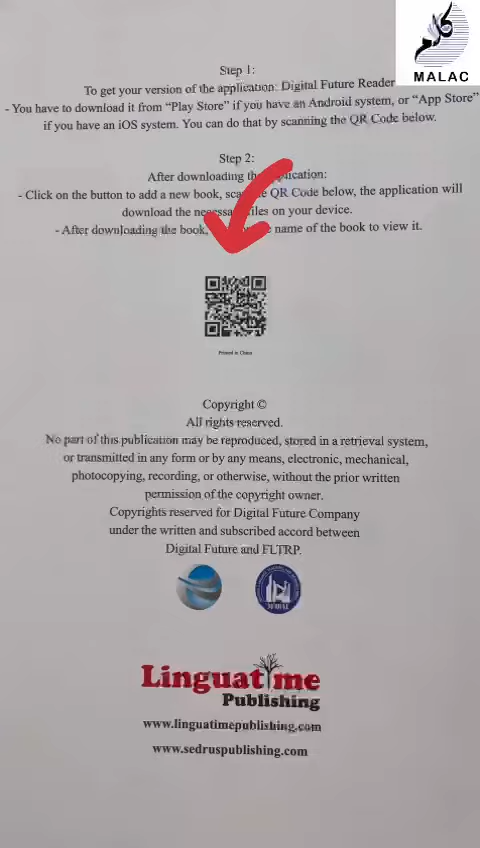 كلام
MALAC
Step 1:
To get your version of the application: Digital Future Reader
- You have to download it from “Play Store” if you have an Android system, or “App Store”
if you have an iOS system. You can do that by scanning the QR Code below.
Step 2:
After downloading the
- Click on the button to add a new book, QR Code below, the application will
download the files on your device.
- After downloading the book, name of the book to view it.
Printed in China
Copyright ©
All rights reserved.
No part of this publication may be reproduced, stored in a retrieval system,
or transmitted in any form or by any means, electronic, mechanical,
photocopying, recording, or otherwise, without the prior written
permission of the copyright owner.
Copyrights reserved for Digital Future Company
under the written and subscribed accord between
Digital Future and FLTRP.
Linguatime
Publishing
www.linguatimepublishing.com
www.sedruspublishing.com